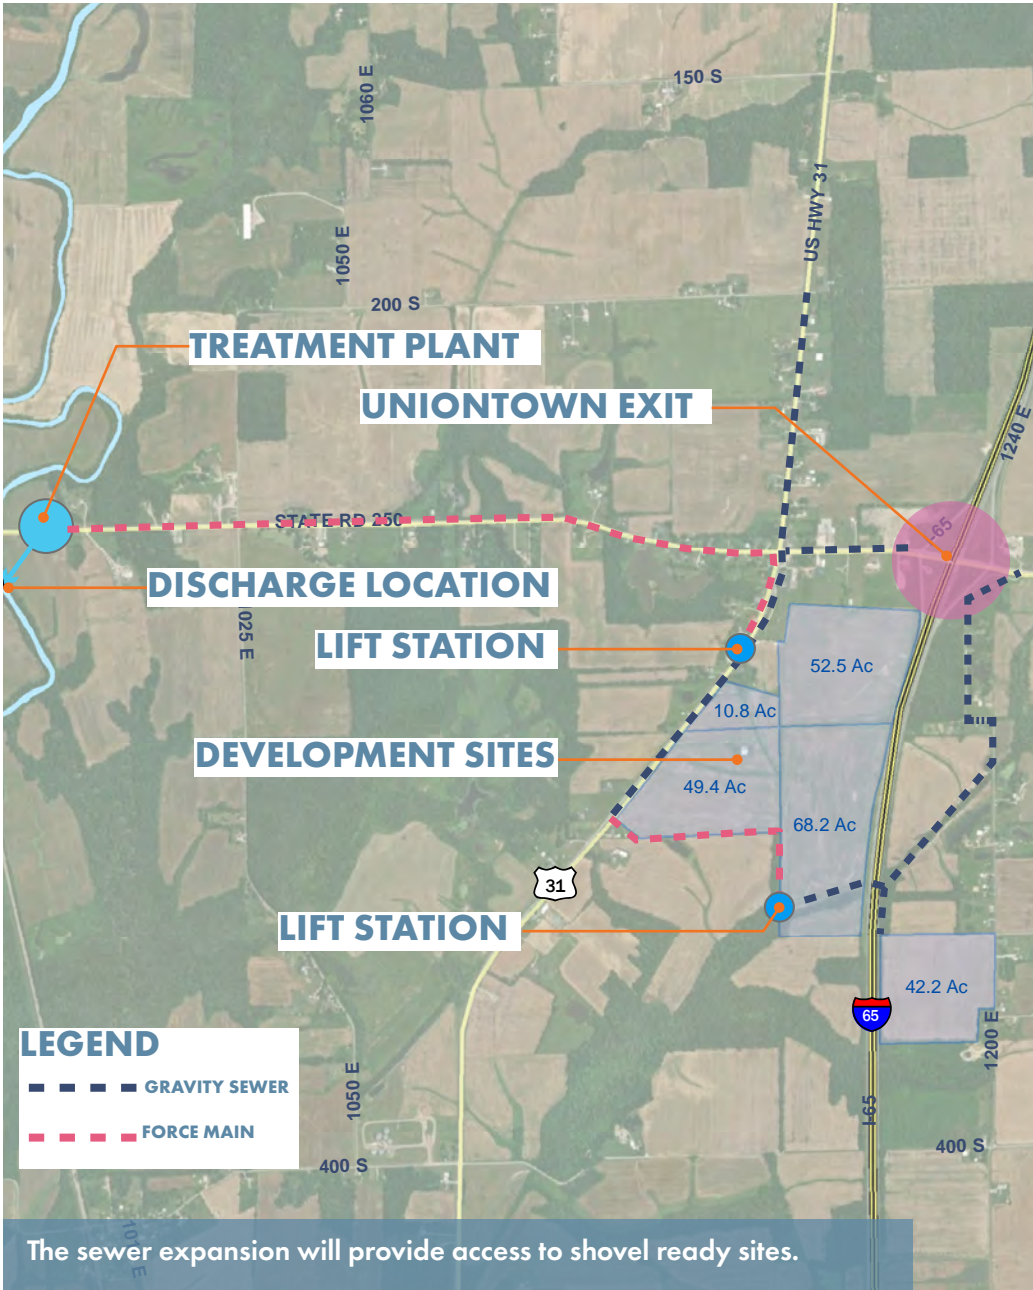 150 S
1060 E
US HWY 31
1050 E
200 S
TREATMENT PLANT
UNIONTOWN EXIT
1240 E
STATE RD 250
I-65
DISCHARGE LOCATION
025 E
LIFT STATION
52.5 Ac
10.8 Ac
DEVELOPMENT SITES
49.4 Ac
68.2 Ac
31
LIFT STATION
42.2 Ac
65
1200 E
LEGEND
GRAVITY SEWER
FORCE MAIN
1050 E
I-65
400 S
400 S
The sewer expansion will provide access to shovel ready sites.